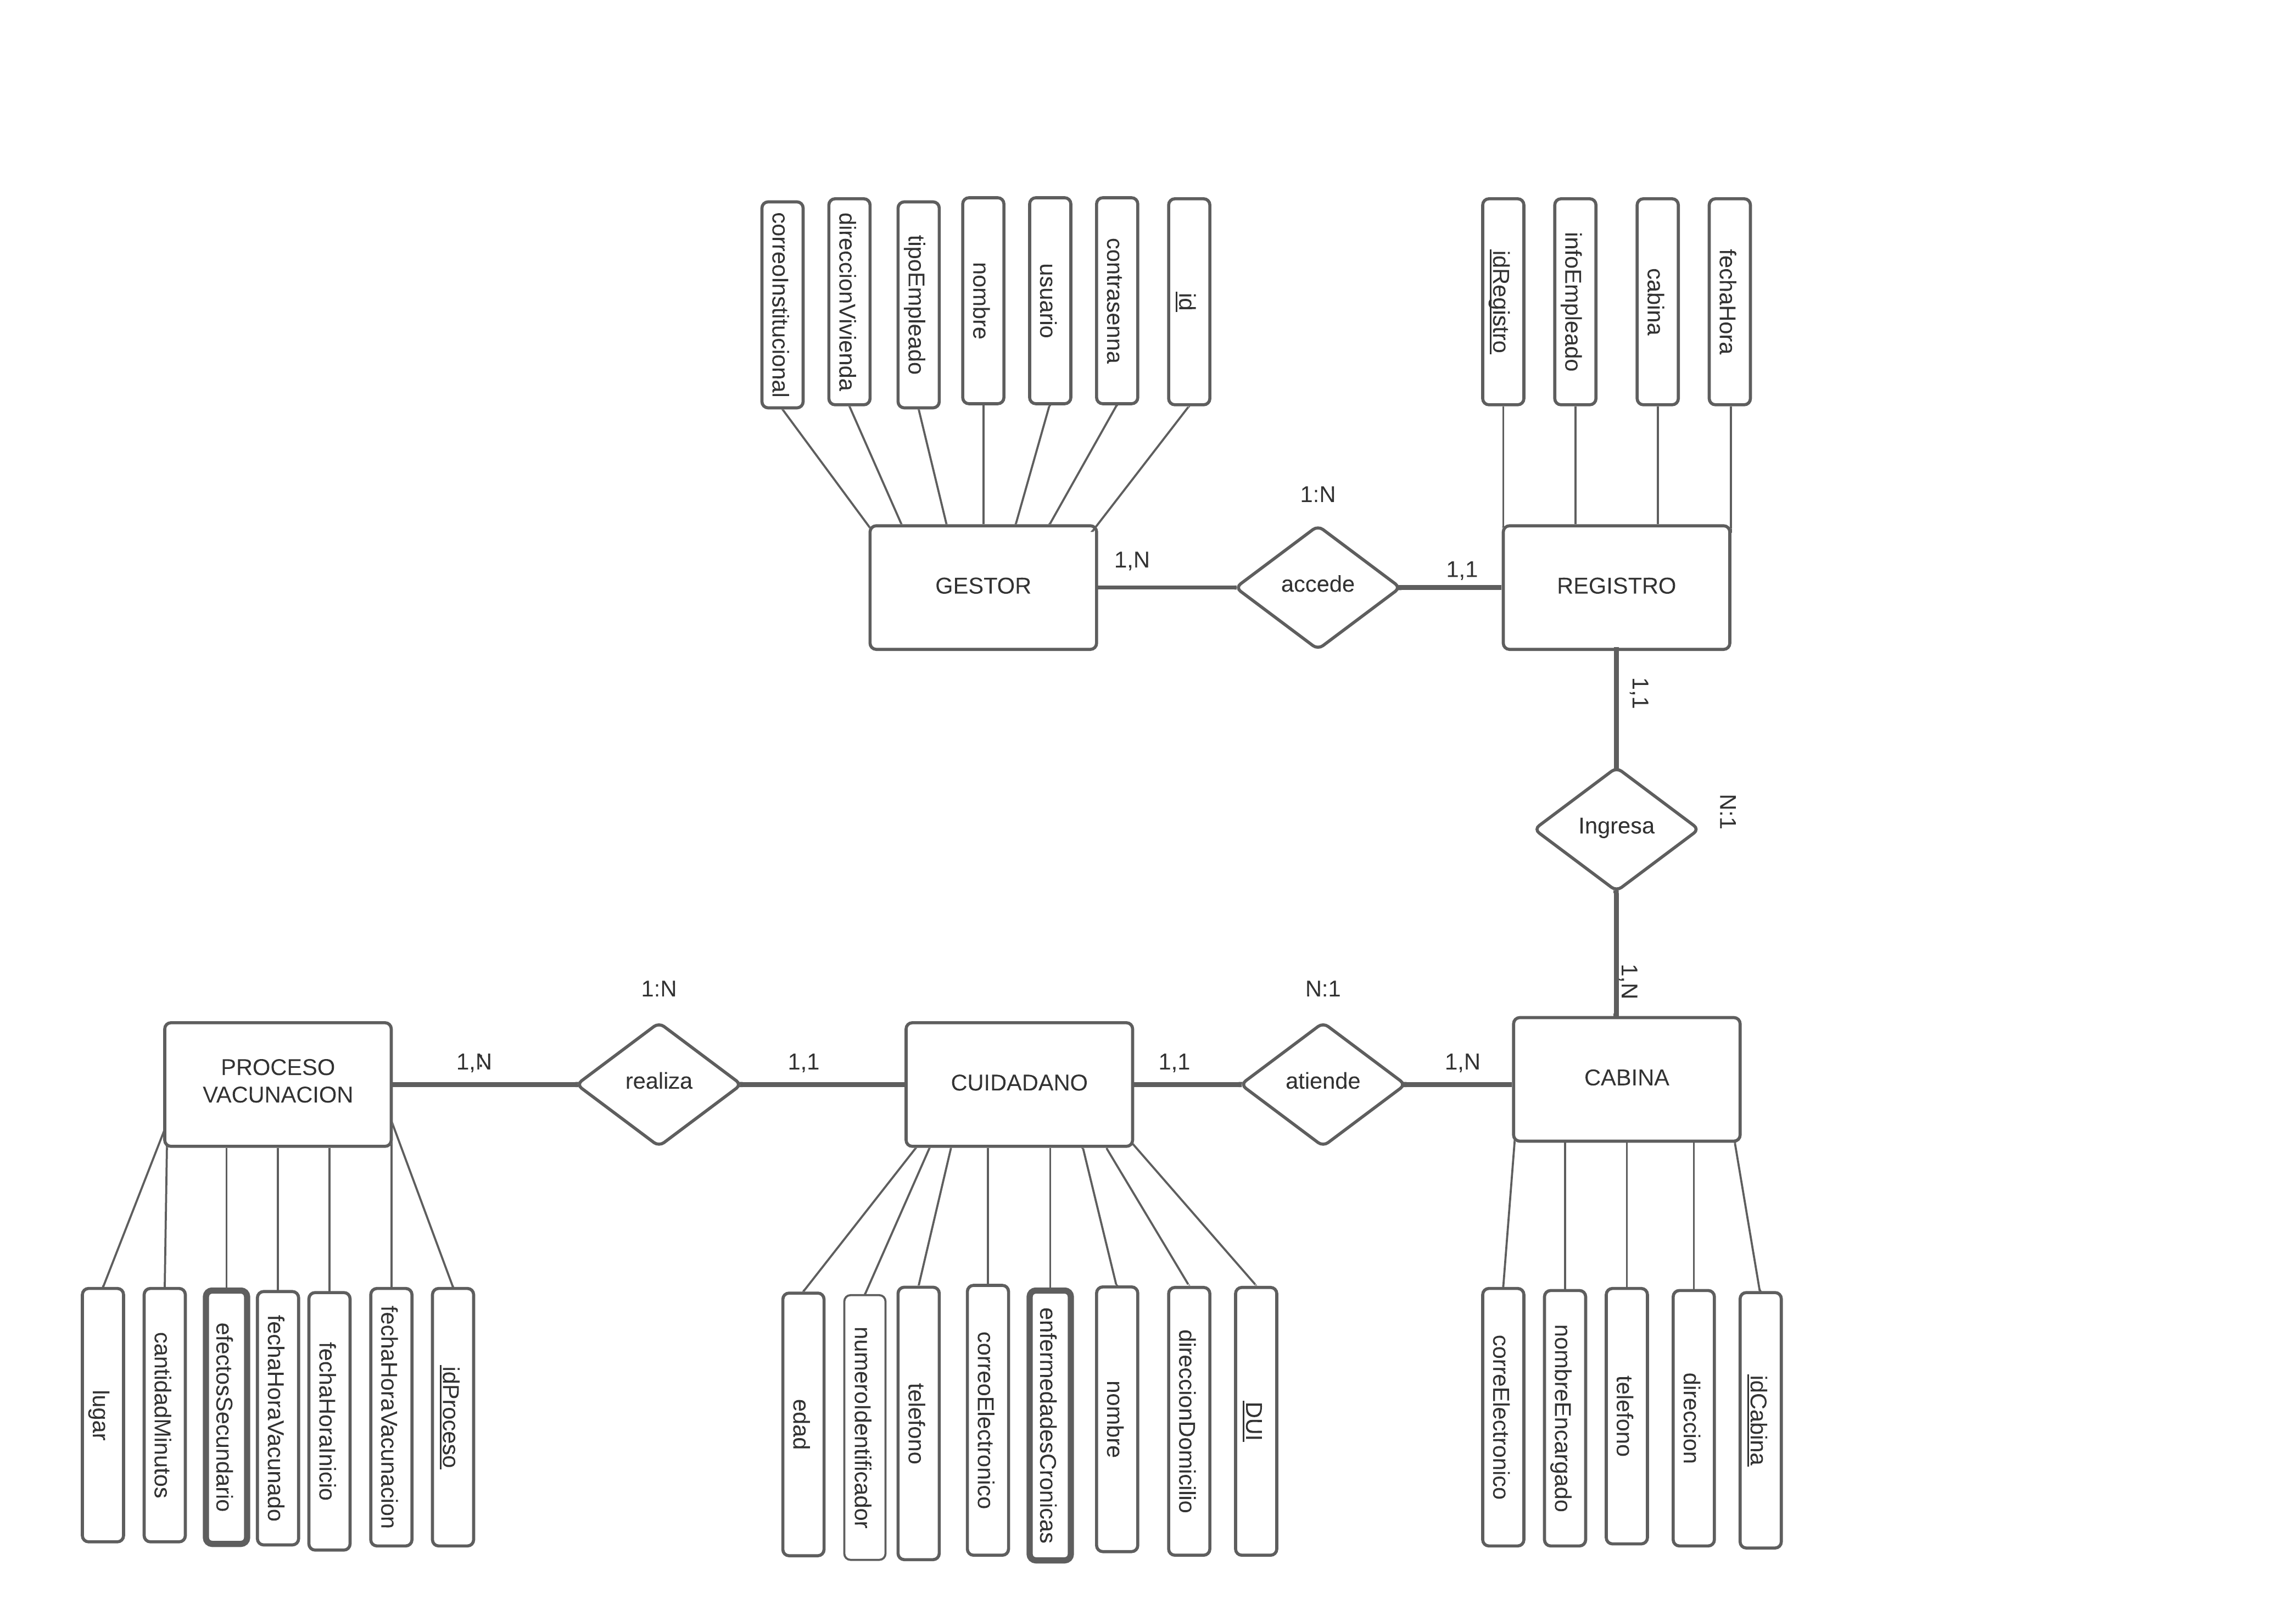 correoInstitucional
direccionVivienda
tipoEmpleado
nombre
usuario
contrasenna
id
idRegistro
infoEmpleado
cabina
fechaHora
1:N
GESTOR
1,N
accede
1,1
REGISTRO
1,1
Ingresa
N:1
1,N
1:N
N:1
PROCESO
VACUNACION
1,N
realiza
1,1
CUIDADANO
1,1
atiende
1,N
CABINA
lugar
cantidadMinutos
efectosSecundario
fechaHoraVacunado
fechaHoraInicio
fechaHoraVacunacion
idProceso
edad
numeroIdentificador
telefono
correoElectronico
enfermedadesCronicas
nombre
direccionDomicilio
DUI
correElectronico
nombreEncargado
telefono
direccion
idCabina